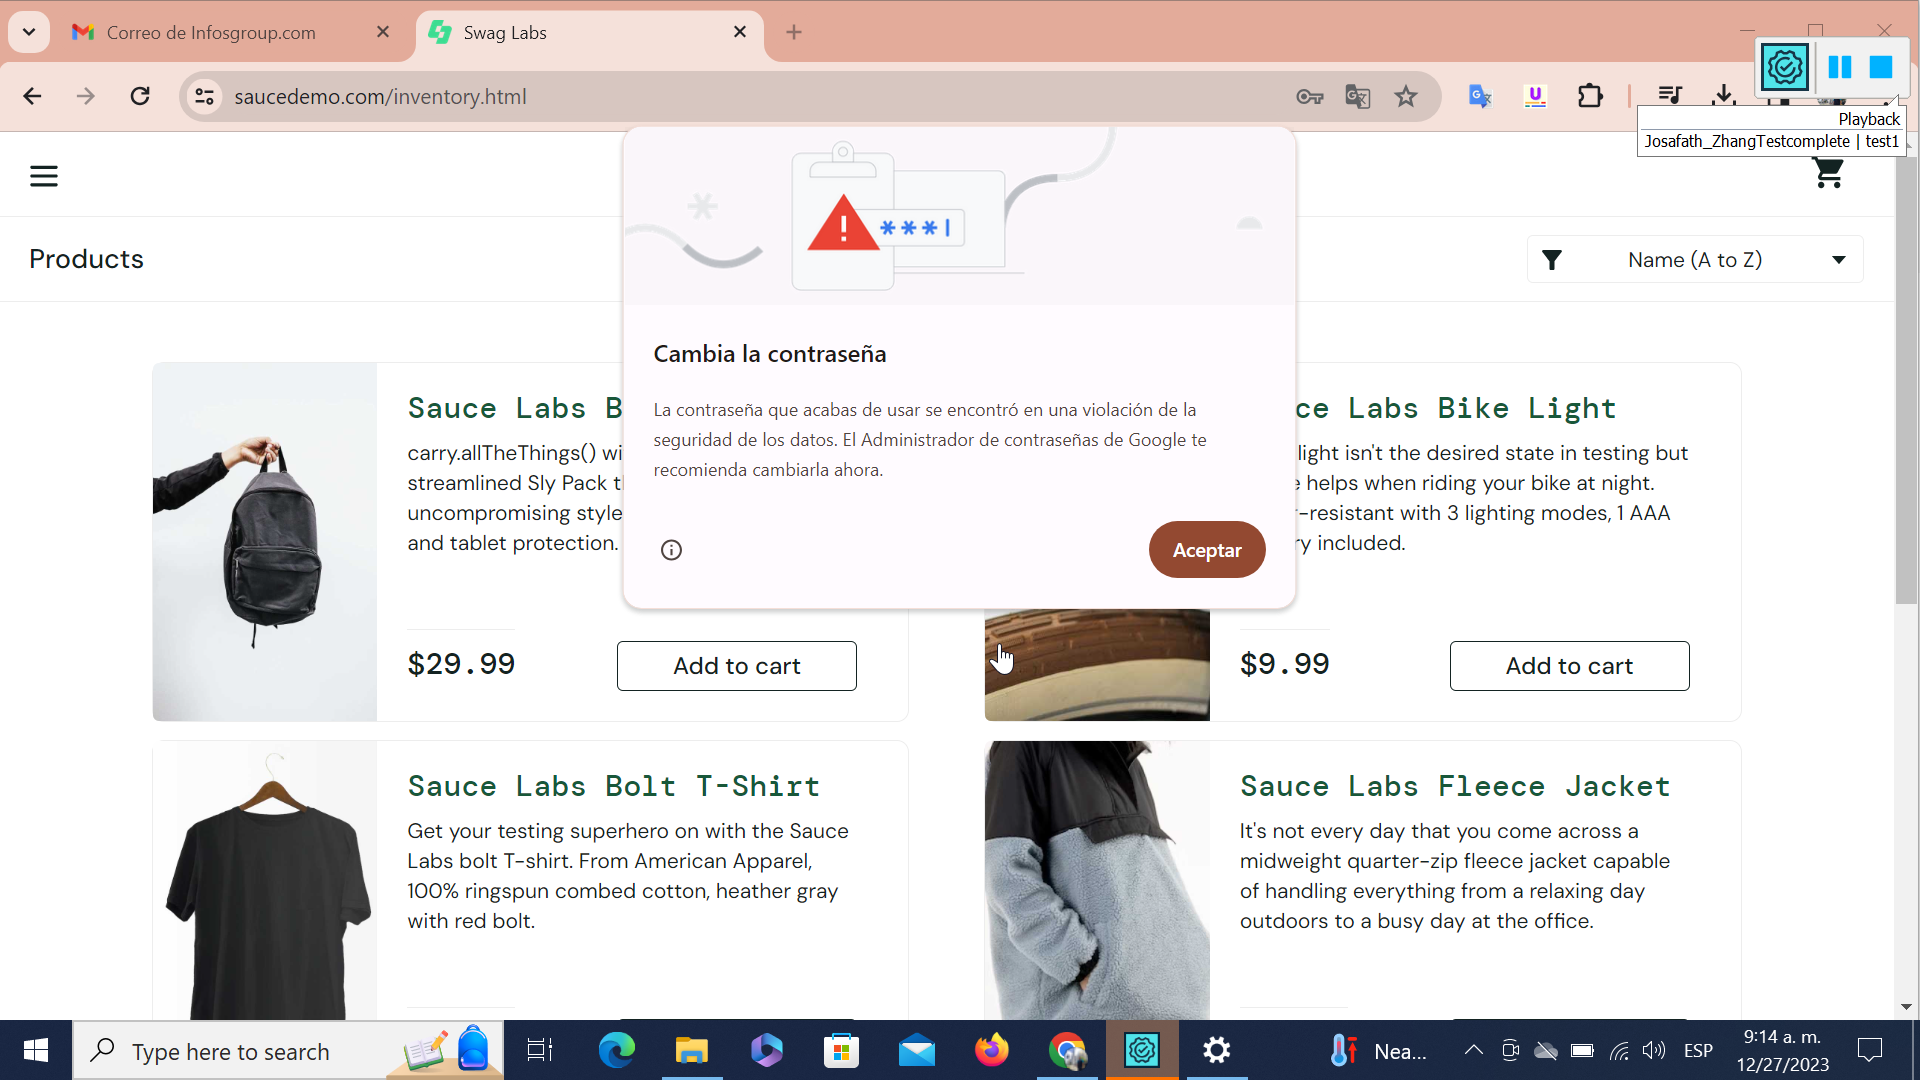 Correo de Infosgroup.com
Swag Labs
saucedemo.com/inventory.html
Playback
Josafath_ZhangTestcomplete | test1
Products
Name (A to Z)
***|
Cambia la contraseña
La contraseña que acabas de usar se encontró en una violación de la
seguridad de los datos. El Administrador de contraseñas de Google te
recomienda cambiarla ahora.
Aceptar
Sauce Labs B
carry.allTheThings() wi
streamlined Sly Pack t
uncompromising style
and tablet protection.
$29.99
Add to cart
ce Labs Bike Light
light isn't the desired state in testing but
helps when riding your bike at night.
-resistant with 3 lighting modes, 1 AAA
ry included.
$9.99
Add to cart
Sauce Labs Bolt T-Shirt
Get your testing superhero on with the Sauce
Labs bolt T-shirt. From American Apparel,
100% ringspun combed cotton, heather gray
with red bolt.
Sauce Labs Fleece Jacket
It's not every day that you come across a
midweight quarter-zip fleece jacket capable
of handling everything from a relaxing day
outdoors to a busy day at the office.
Type here to search
Nea...
ESP
9:14 a. m.
12/27/2023